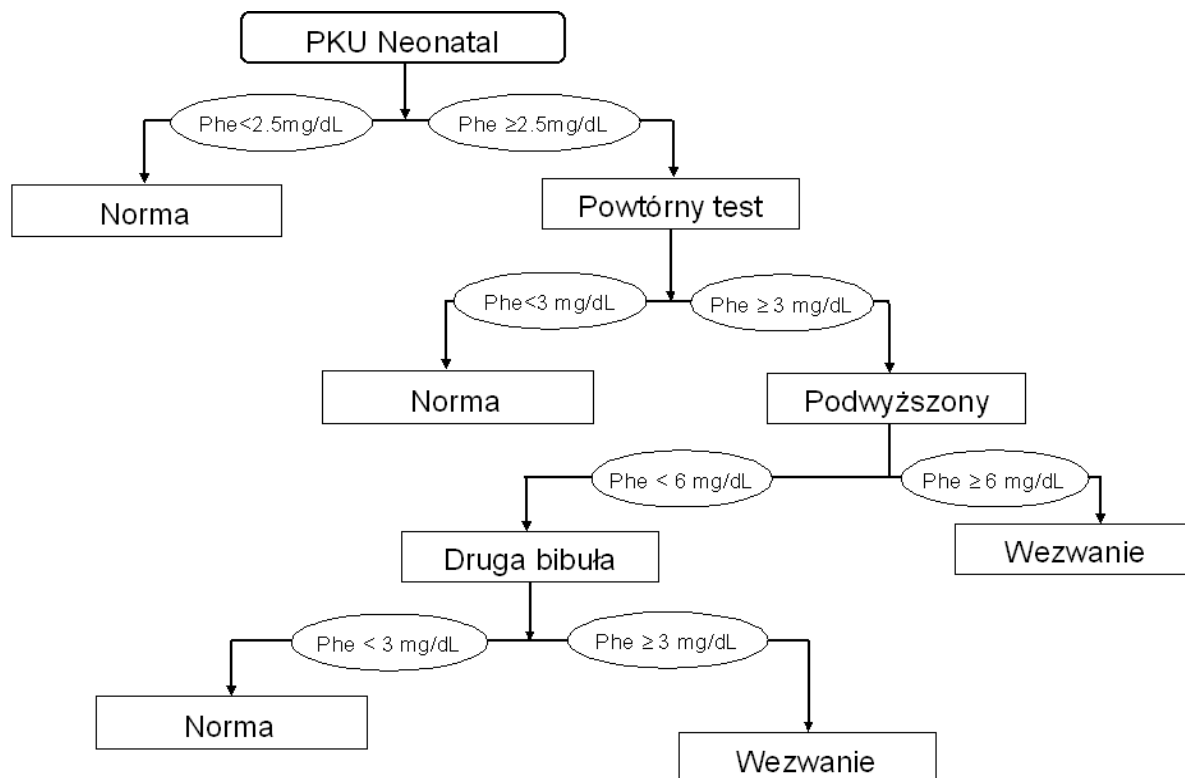 PKU Neonatal
Phe<2.5mg/dL
Phe ≥2.5mg/dL
Norma
Powtórny test
Phe<3 mg/dL
Phe ≥ 3 mg/dL
Norma
Podwyższony
Phe < 6 mg/dL
Phe ≥ 6 mg/dL
Druga bibuła
Wezwanie
Phe < 3 mg/dL
Phe ≥ 3 mg/dL
Norma
Wezwanie